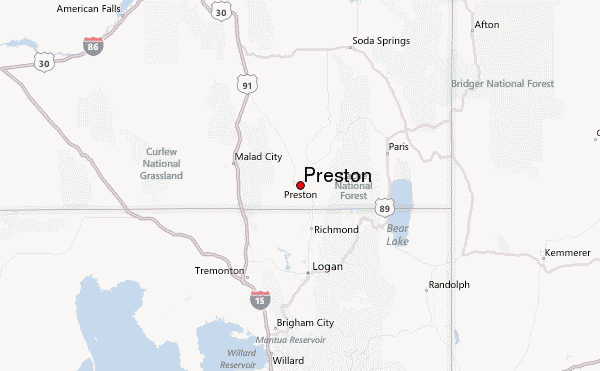 American Falls
30
Afton
Soda Springs
86
30
91
Bridger National Forest
Curlew
National
Grassland
Malad City
Paris
Preston
Preston
National
Forest
89
Richmond
Bear
Lake
Kemmerer
Tremonton
Logan
Randolph
15
Brigham City
Mantua Reservoir
Willard
Reservoir
Willard